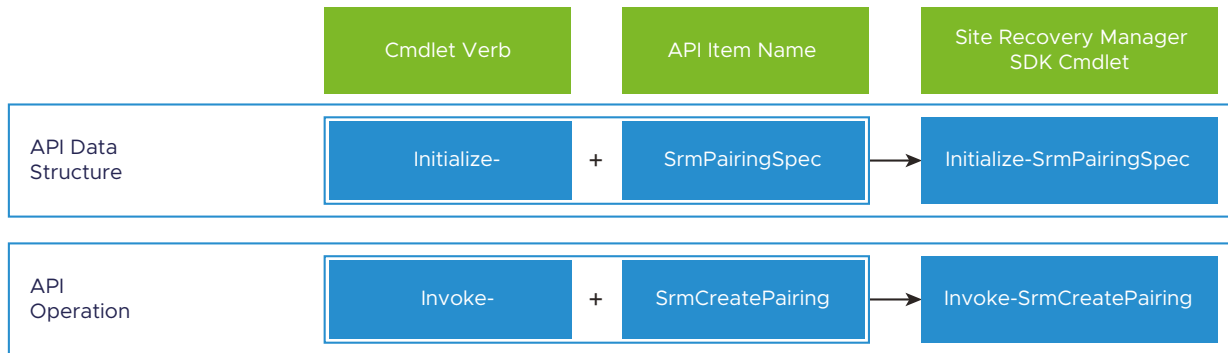 Cmdlet Verb
API Item Name
Site Recovery Manager
SDK Cmdlet
API Data
Structure
Initialize-
+
SrmPairingSpec
Initialize-SrmPairingSpec
API
Operation
Invoke-
+
SrmCreatePairing
Invoke-SrmCreatePairing